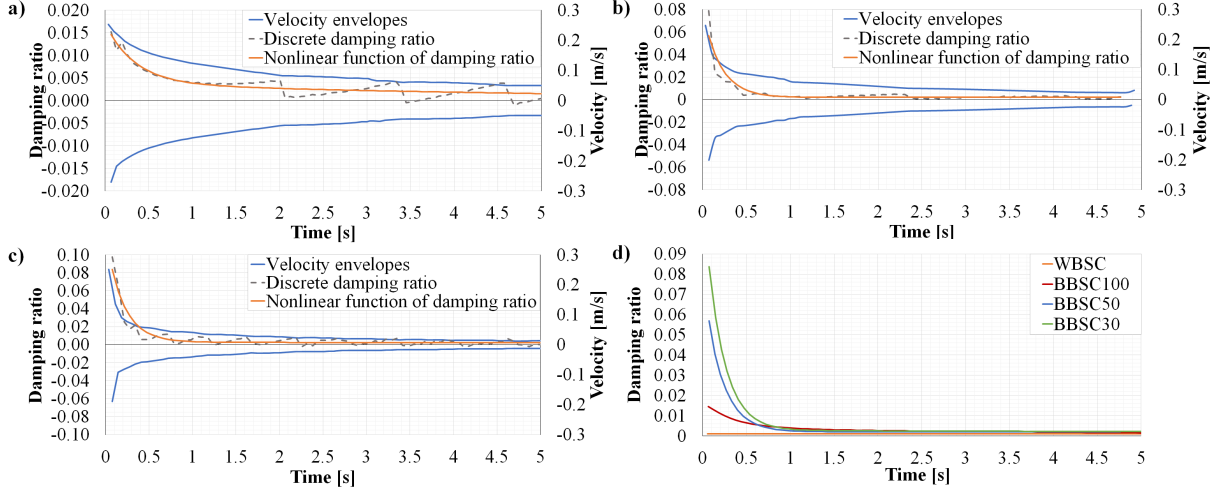 a)
Damping ratio
0.020
0.015
0.010
0.005
0.000
-0.005
-0.010
-0.015
-0.020
Velocity envelopes
Discrete damping ratio
Nonlinear function of damping ratio
0.3
0.2
0.1
0
-0.1
-0.2
-0.3
Velocity [m/s]
0 0.5 1 1.5 2 2.5 3 3.5 4 4.5 5
Time [s]
b)
Damping ratio
0.08
0.06
0.04
0.02
0
-0.02
-0.04
-0.06
-0.08
Velocity envelopes
Discrete damping ratio
Nonlinear function of damping ratio
0.3
0.2
0.1
0
-0.1
-0.2
-0.3
Velocity [m/s]
0 0.5 1 1.5 2 2.5 3 3.5 4 4.5 5
Time [s]
c)
Damping ratio
0.10
0.08
0.06
0.04
0.02
0.00
-0.02
-0.04
-0.06
-0.08
-0.10
Velocity envelopes
Discrete damping ratio
Nonlinear function of damping ratio
0.3
0.2
0.1
0
-0.1
-0.2
-0.3
Velocity [m/s]
0 0.5 1 1.5 2 2.5 3 3.5 4 4.5 5
Time [s]
d)
Damping ratio
0.09
0.08
0.07
0.06
0.05
0.04
0.03
0.02
0.01
0
WBSC
BBSC100
BBSC50
BBSC30
0 0.5 1 1.5 2 2.5 3 3.5 4 4.5 5
Time [s]